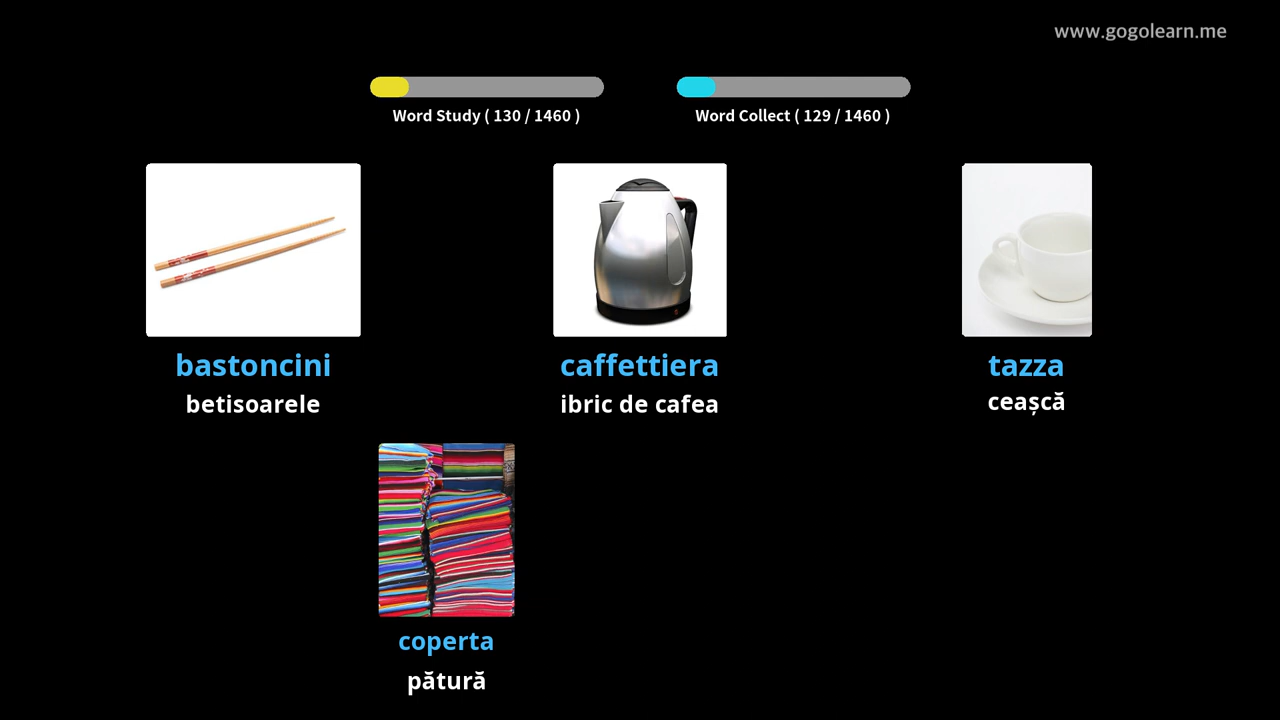 www.gogolearn.me
Word Study ( 130 / 1460 )
Word Collect ( 129 / 1460 )
bastoncini
betisoarele
caffettiera
ibric de cafea
tazza
ceașcă
coperta
pătură